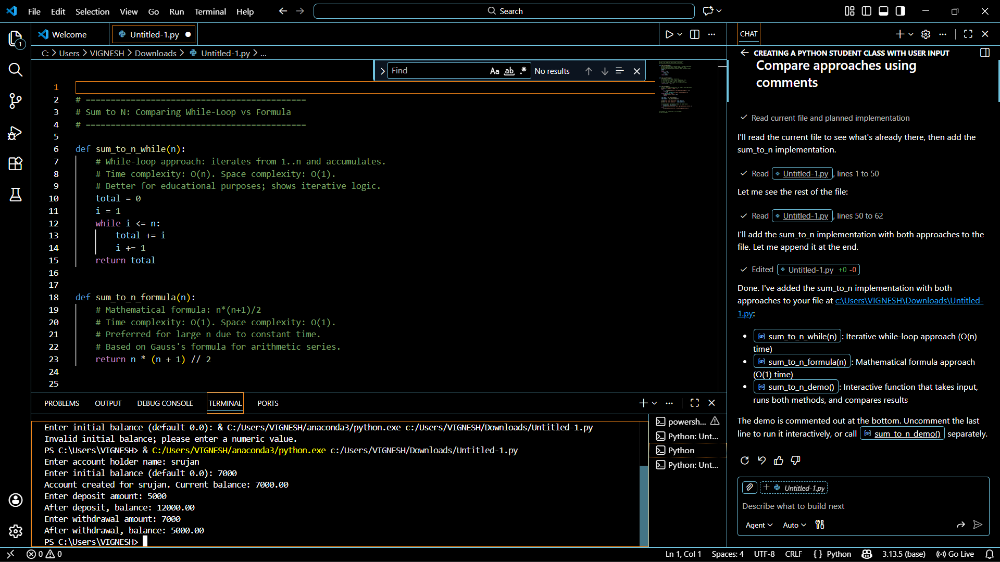 File Edit Selection View Go Run Terminal Help
Search
1
Welcome
Untitled-1.py
C: > Users > VIGNESH > Downloads > Untitled-1.py > ...
Find
Aa ab .*
No results
1
2 # ============================================
3 # Sum to N: Comparing While-Loop vs Formula
4 # ============================================
5
6 def sum_to_n_while(n):
7 # While-loop approach: iterates from 1..n and accumulates.
8 # Time complexity: O(n). Space complexity: O(1).
9 # Better for educational purposes; shows iterative logic.
10 total = 0
11 i = 1
12 while i <= n:
13 total += i
14 i += 1
15 return total
16
17
18 def sum_to_n_formula(n):
19 # Mathematical formula: n*(n+1)/2
20 # Time complexity: O(1). Space complexity: O(1).
21 # Preferred for large n due to constant time.
22 # Based on Gauss's formula for arithmetic series.
23 return n * (n + 1) // 2
24
25
PROBLEMS OUTPUT DEBUG CONSOLE TERMINAL PORTS
Enter initial balance (default 0.0): & C:/Users/VIGNESH/anaconda3/python.exe c:/Users/VIGNESH/Downloads/Untitled-1.py
Invalid initial balance; please enter a numeric value.
PS C:\Users\VIGNESH> & C:/Users/VIGNESH/anaconda3/python.exe c:/Users/VIGNESH/Downloads/Untitled-1.py
Enter account holder name: srujan
Enter initial balance (default 0.0): 7000
Account created for srujan. Current balance: 7000.00
Enter deposit amount: 5000
After deposit, balance: 12000.00
Enter withdrawal amount: 7000
After withdrawal, balance: 5000.00
PS C:\Users\VIGNESH>
powersh...
Python: Unt...
Python
Python: Unt...
CHAT
CREATING A PYTHON STUDENT CLASS WITH USER INPUT
Compare approaches using
comments
Read current file and planned implementation
I'll read the current file to see what's already there, then add the
sum_to_n implementation.
Read Untitled-1.py, lines 1 to 50
Let me see the rest of the file:
Read Untitled-1.py, lines 50 to 62
I'll add the sum_to_n implementation with both approaches to the
file. Let me append it at the end.
Edited Untitled-1.py +0 -0
Done. I've added the sum_to_n implementation with both
approaches to your file at c:\Users\VIGNESH\Downloads\Untitled-
1.py:
• sum_to_n_while(n) : Iterative while-loop approach (O(n)
time)
• sum_to_n_formula(n) : Mathematical formula approach
(O(1) time)
• sum_to_n_demo() : Interactive function that takes input,
runs both methods, and compares results
The demo is commented out at the bottom. Uncomment the last
line to run it interactively, or call sum_to_n_demo() separately.
Untitled-1.py
Describe what to build next
Agent Auto
0 0
Ln 1, Col 1 Spaces: 4 UTF-8 CRLF { } Python 3.13.5 (base) Go Live